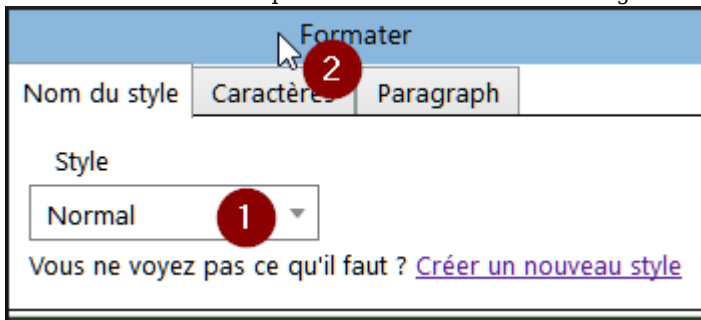 Formater
2
Nom du style Caractères Paragraph
Style
Normal 1
Vous ne voyez pas ce qu'il faut ? Créer un nouveau style